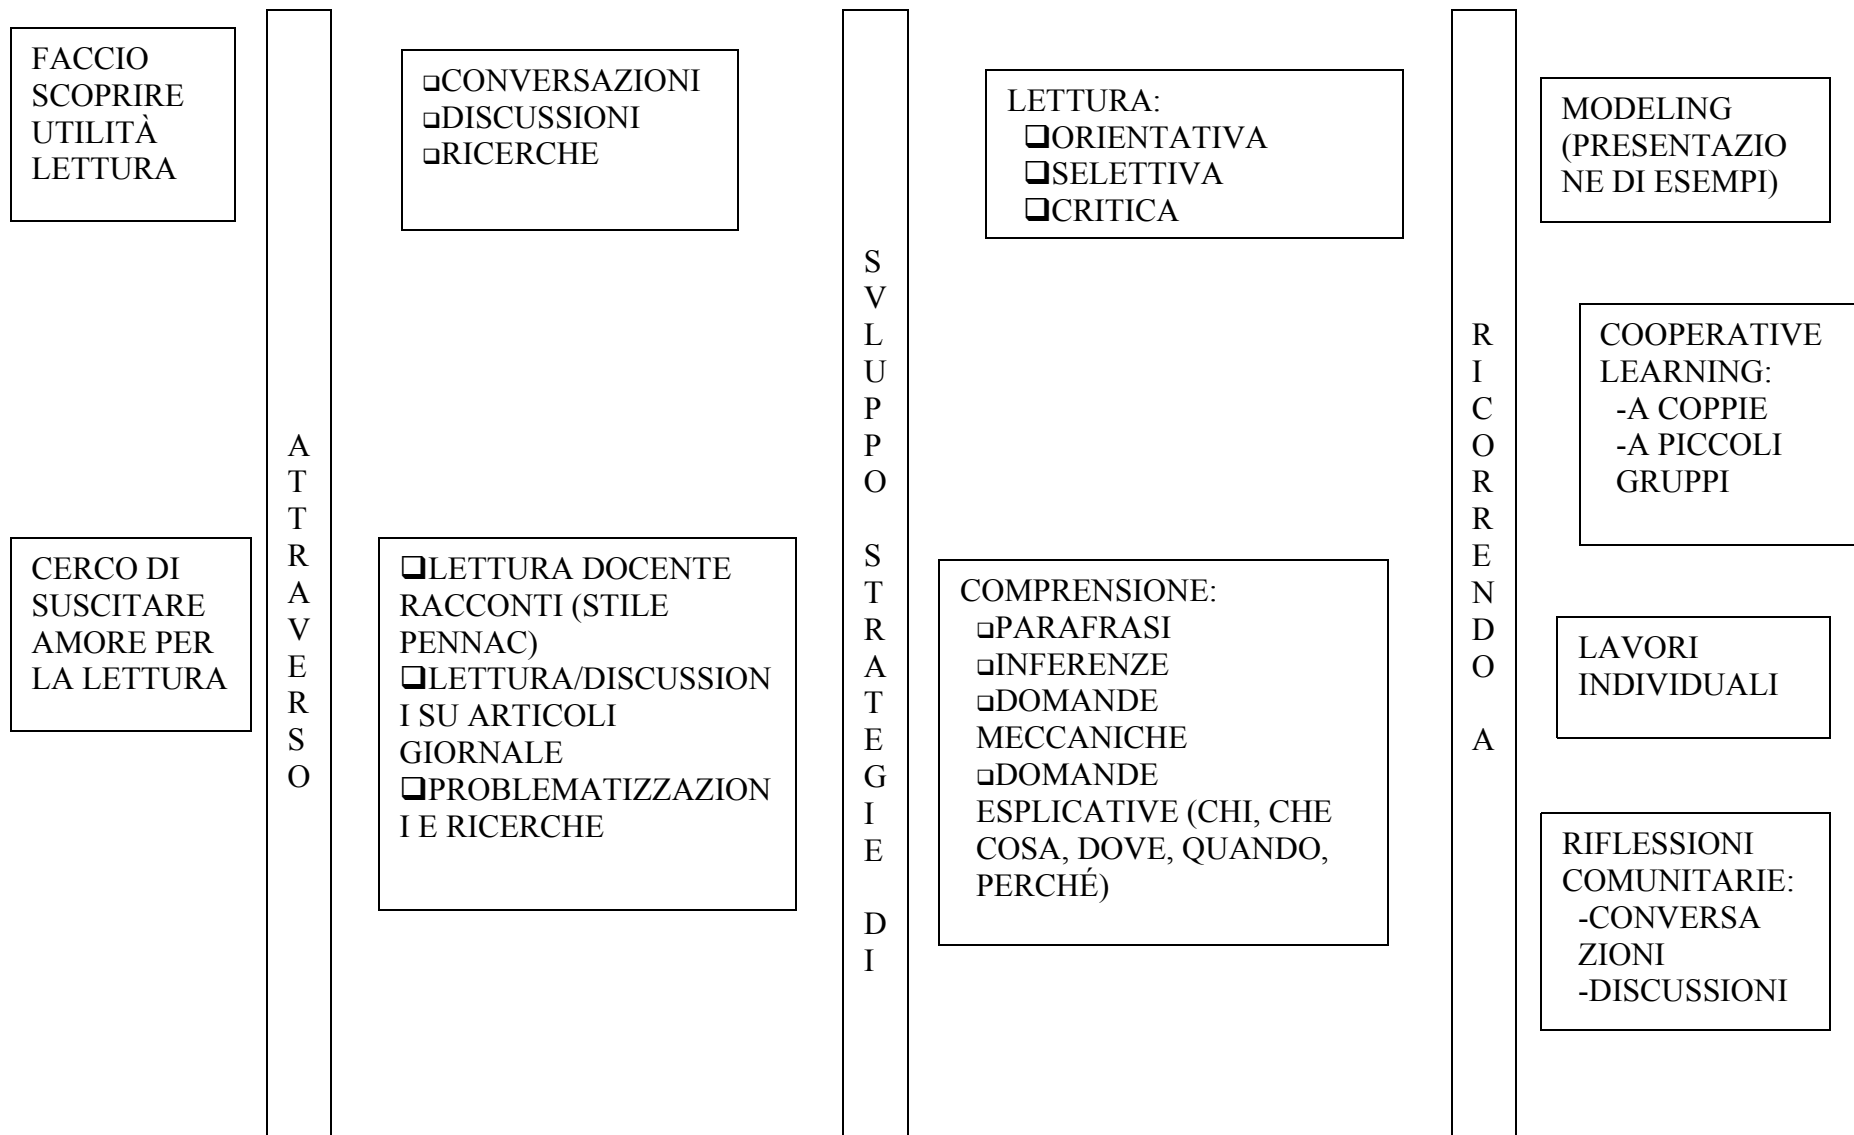 FACCIO
SCOPRIRE
UTILITÀ
LETTURA
CERCO DI
SUSCITARE
AMORE PER
LA LETTURA
A
T
T
R
A
V
E
R
S
O
❑CONVERSAZIONI
❑DISCUSSIONI
❑RICERCHE
❑LETTURA DOCENTE
RACCONTI (STILE
PENNAC)
❑LETTURA/DISCUSSION
I SU ARTICOLI
GIORNALE
❑PROBLEMATIZZAZION
I E RICERCHE
S
V
L
U
P
P
O
S
T
R
A
T
E
G
I
E
D
I
LETTURA:
❑ORIENTATIVA
❑SELETTIVA
❑CRITICA
COMPRENSIONE:
❑PARAFRASI
❑INFERENZE
❑DOMANDE
MECCANICHE
❑DOMANDE
ESPLICATIVE (CHI, CHE
COSA, DOVE, QUANDO,
PERCHÉ)
R
I
C
O
R
R
E
N
D
O
A
MODELING
(PRESENTAZIO
NE DI ESEMPI)
COOPERATIVE
LEARNING:
-A COPPIE
-A PICCOLI
GRUPPI
LAVORI
INDIVIDUALI
RIFLESSIONI
COMUNITARIE:
-CONVERSA
ZIONI
-DISCUSSIONI